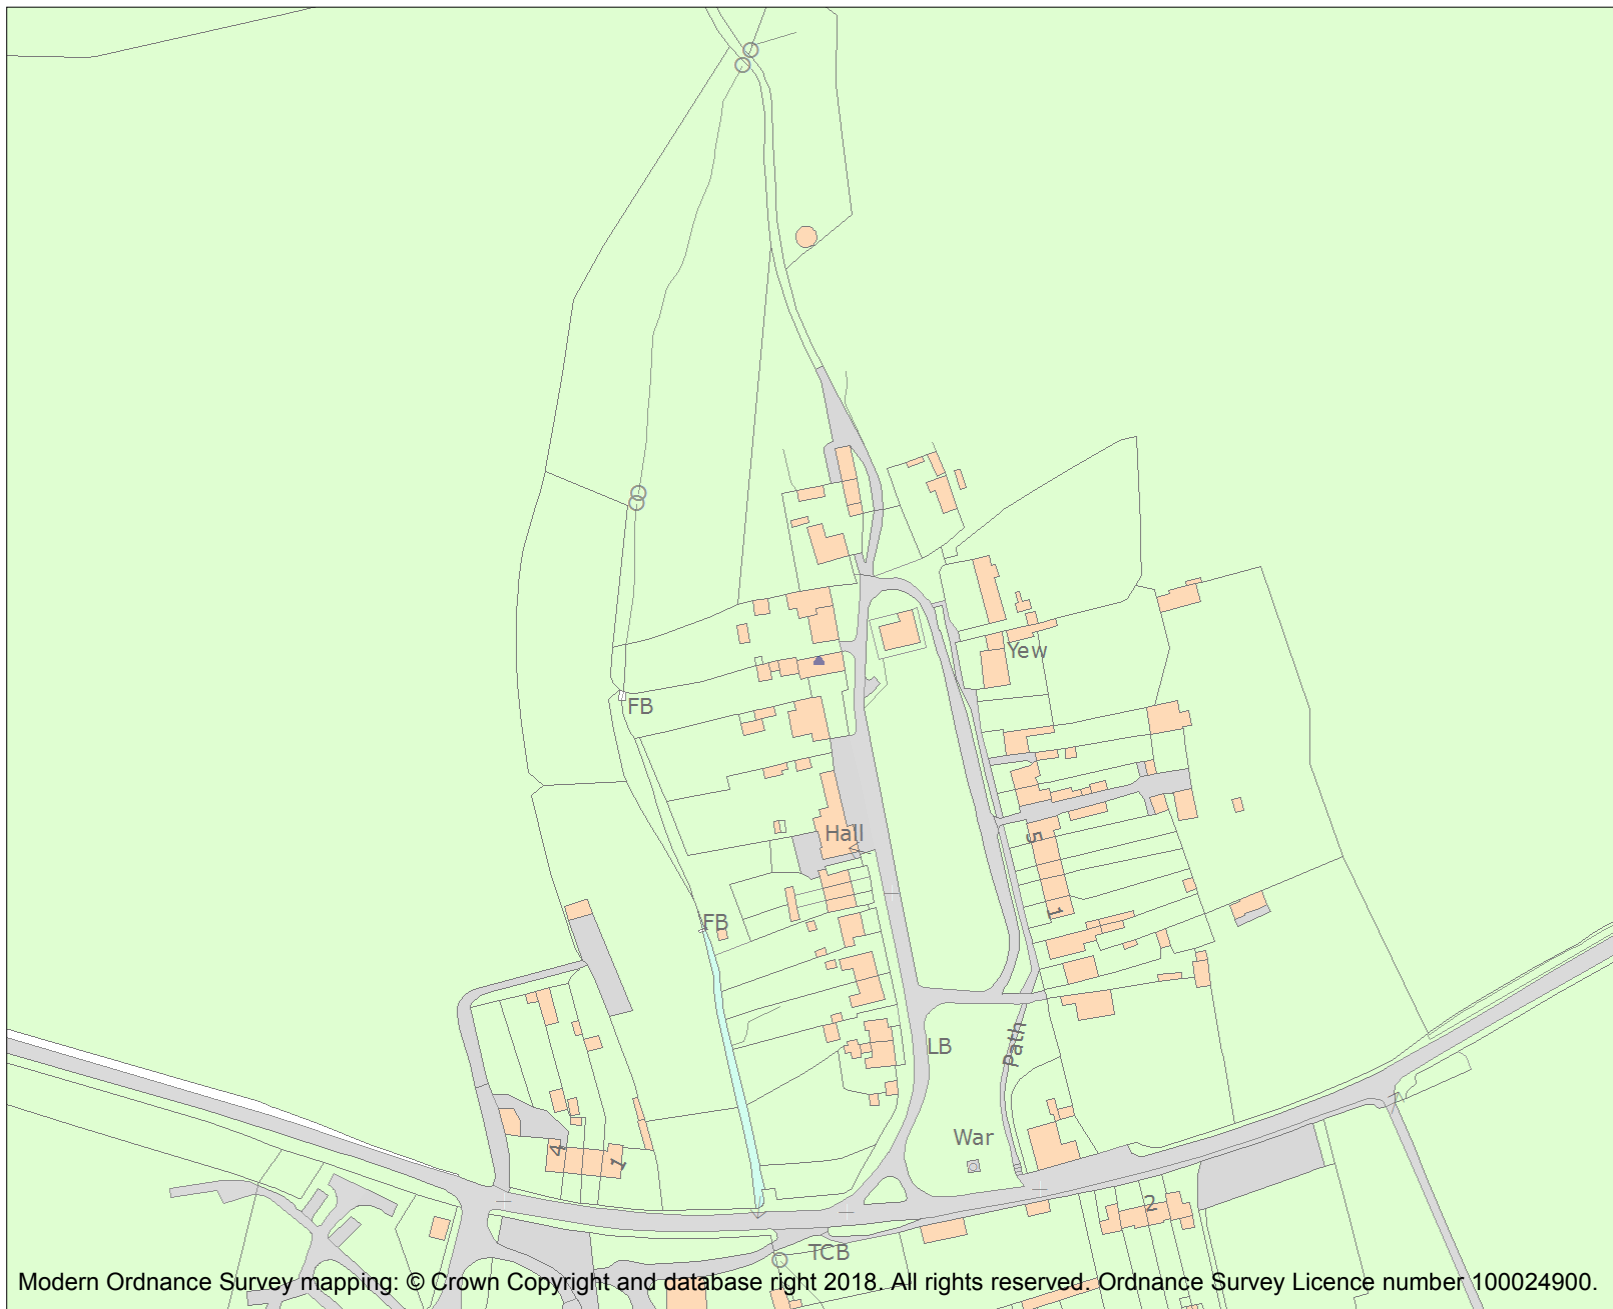 Yew
FB
Hall
5
1
FB
LB
Path
War
4
1
2
TCB
Modern Ordnance Survey mapping: © Crown Copyright and database right 2018. All rights reserved. Ordnance Survey Licence number 100024900.